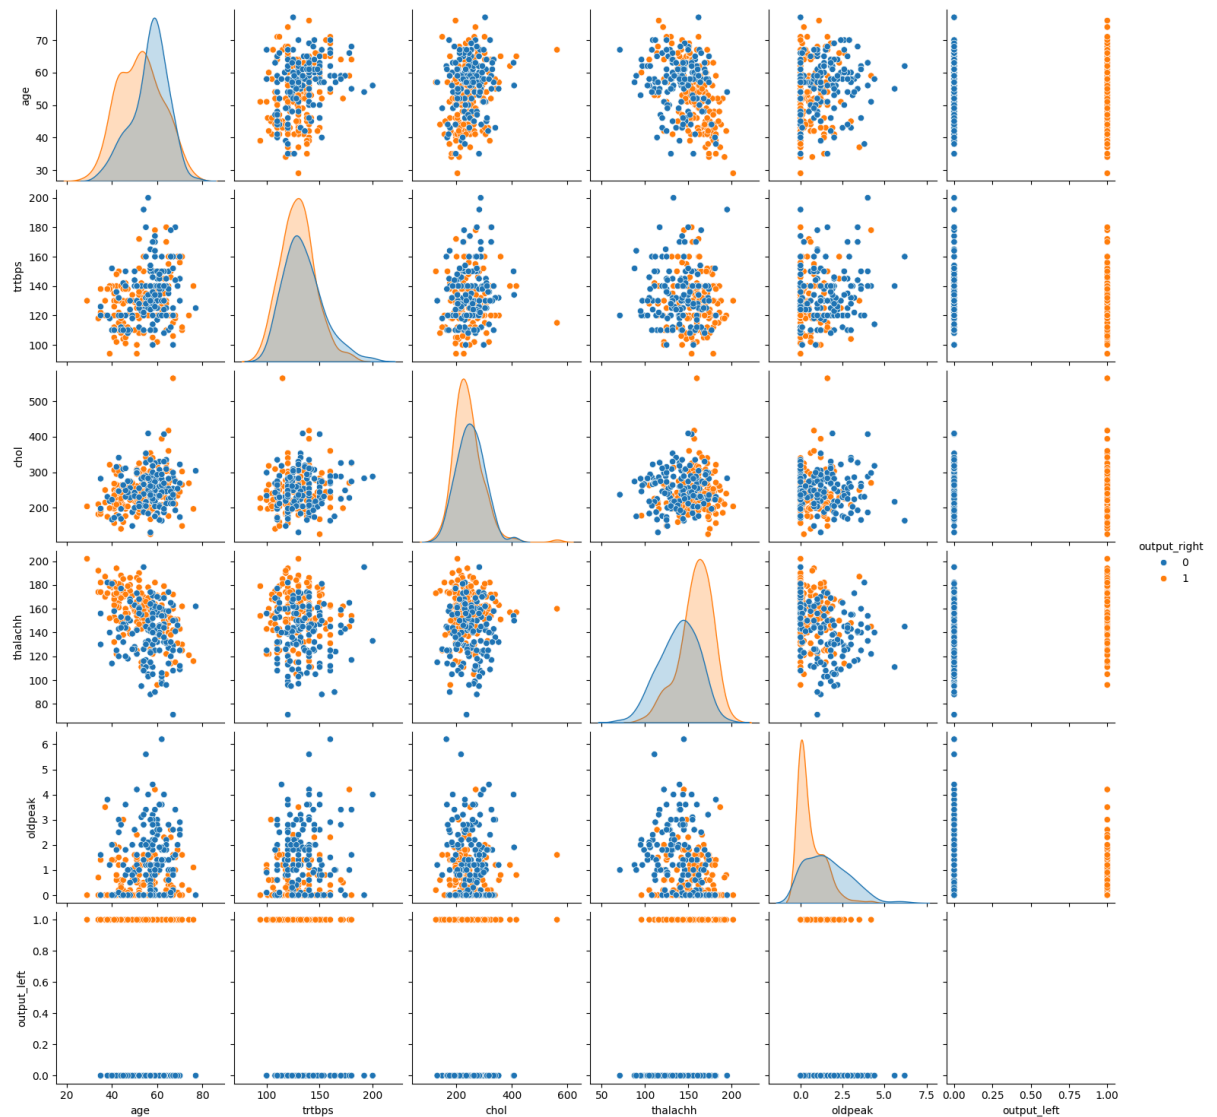 age
70
60
50
40
30
trtbps
200
180
160
140
120
100
chol
500
400
300
200
thalachh
200
180
160
140
120
100
80
output_right
0
1
oldpeak
6
5
4
3
2
1
0
output_left
1.0
0.8
0.6
0.4
0.2
0.0
20 40 60 80
100 150 200
200 400 600
50 100 150 200
0.0 2.5 5.0 7.5
0.00 0.25 0.50 0.75 1.00
age trtbps chol thalachh oldpeak output_left